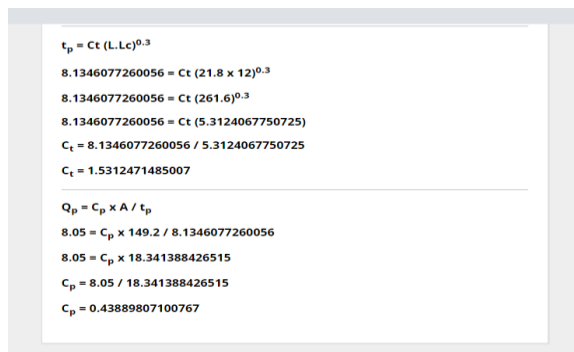 tp = Ct (L.Lc)0.3
8.1346077260056 = Ct (21.8 x 12)0.3
8.1346077260056 = Ct (261.6)0.3
8.1346077260056 = Ct (5.3124067750725)
Ct = 8.1346077260056 / 5.3124067750725
Ct = 1.5312471485007
Qp = Cp x A / tp
8.05 = Cp x 149.2 / 8.1346077260056
8.05 = Cp x 18.341388426515
Cp = 8.05 / 18.341388426515
Cp = 0.43889807100767